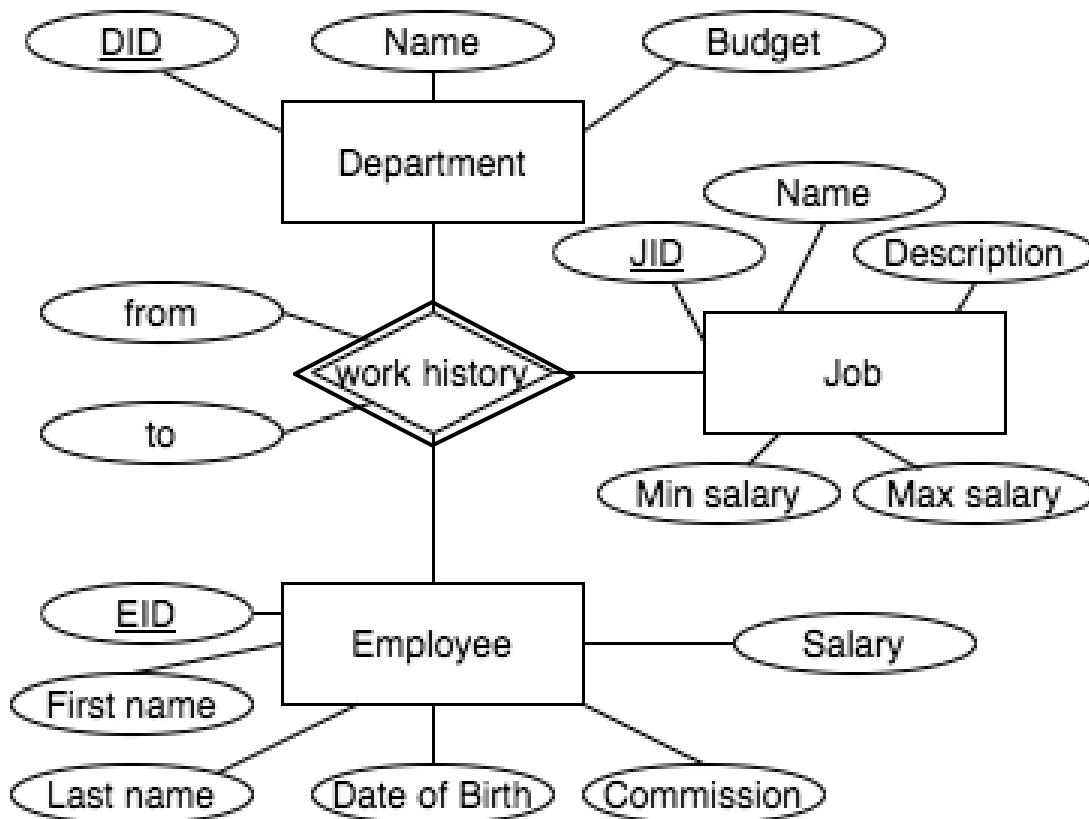 DID
Name
Budget
Department
Name
JID
Description
from
work history
Job
to
Min salary
Max salary
EID
Employee
Salary
First name
Last name
Date of Birth
Commission